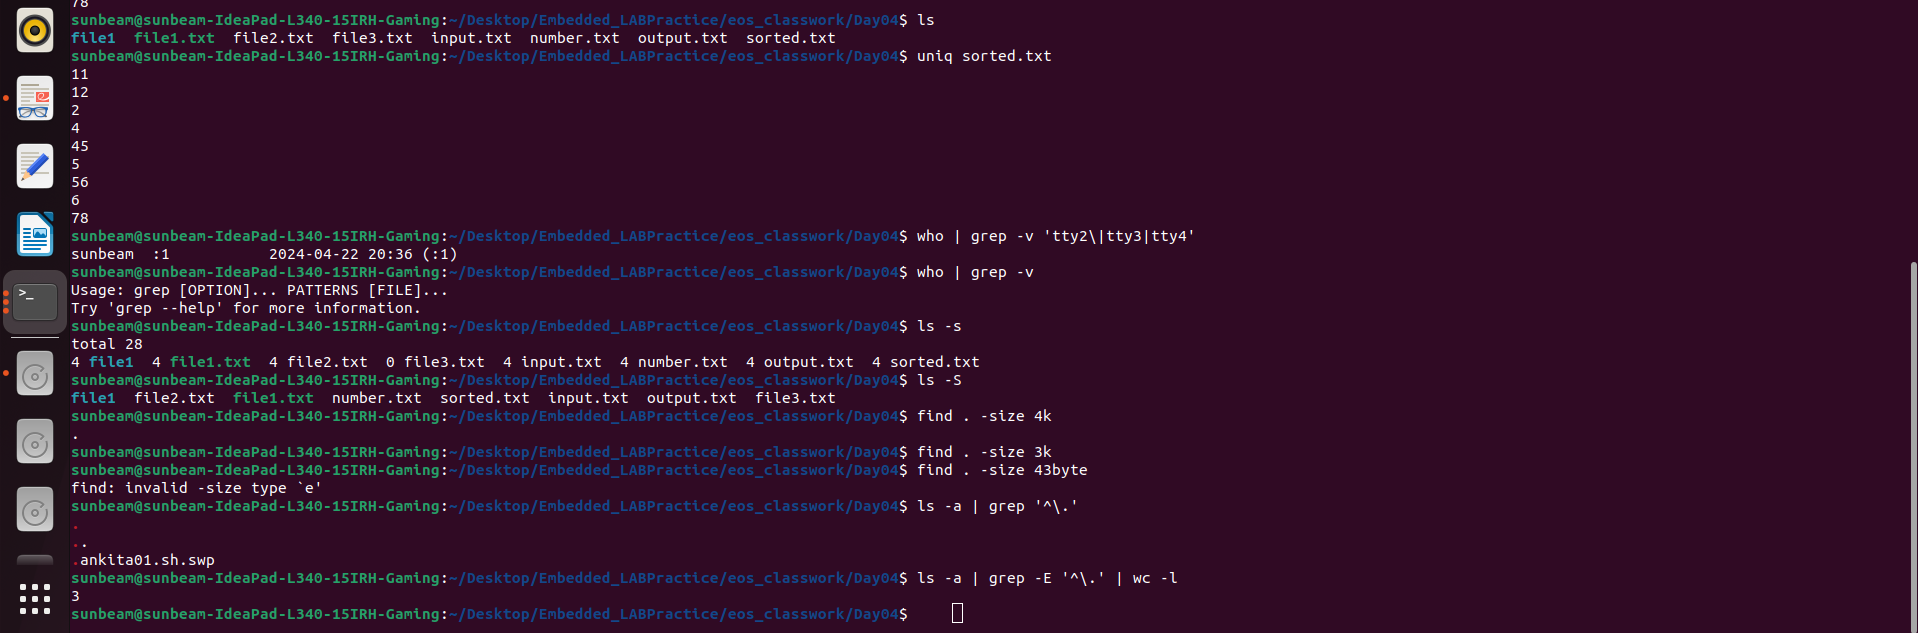 78
sunbeam@sunbeam-IdeaPad-L340-15IRH-Gaming:~/Desktop/Embedded_LABPractice/eos_classwork/Day04$ ls
file1  file1.txt  file2.txt  file3.txt  input.txt  number.txt  output.txt  sorted.txt
sunbeam@sunbeam-IdeaPad-L340-15IRH-Gaming:~/Desktop/Embedded_LABPractice/eos_classwork/Day04$ uniq sorted.txt
11
12
2
4
45
5
56
6
78
sunbeam@sunbeam-IdeaPad-L340-15IRH-Gaming:~/Desktop/Embedded_LABPractice/eos_classwork/Day04$ who | grep -v 'tty2\|tty3|tty4'
sunbeam  :1           2024-04-22 20:36 (:1)
sunbeam@sunbeam-IdeaPad-L340-15IRH-Gaming:~/Desktop/Embedded_LABPractice/eos_classwork/Day04$ who | grep -v
Usage: grep [OPTION]... PATTERNS [FILE]...
Try 'grep --help' for more information.
sunbeam@sunbeam-IdeaPad-L340-15IRH-Gaming:~/Desktop/Embedded_LABPractice/eos_classwork/Day04$ ls -s
total 28
4 file1  4 file1.txt  4 file2.txt  0 file3.txt  4 input.txt  4 number.txt  4 output.txt  4 sorted.txt
sunbeam@sunbeam-IdeaPad-L340-15IRH-Gaming:~/Desktop/Embedded_LABPractice/eos_classwork/Day04$ ls -S
file1  file2.txt  file1.txt  number.txt  sorted.txt  input.txt  output.txt  file3.txt
sunbeam@sunbeam-IdeaPad-L340-15IRH-Gaming:~/Desktop/Embedded_LABPractice/eos_classwork/Day04$ find . -size 4k
.
sunbeam@sunbeam-IdeaPad-L340-15IRH-Gaming:~/Desktop/Embedded_LABPractice/eos_classwork/Day04$ find . -size 3k
sunbeam@sunbeam-IdeaPad-L340-15IRH-Gaming:~/Desktop/Embedded_LABPractice/eos_classwork/Day04$ find . -size 43byte
find: invalid -size type `e'
sunbeam@sunbeam-IdeaPad-L340-15IRH-Gaming:~/Desktop/Embedded_LABPractice/eos_classwork/Day04$ ls -a | grep '^\.'
.
..
.ankita01.sh.swp
sunbeam@sunbeam-IdeaPad-L340-15IRH-Gaming:~/Desktop/Embedded_LABPractice/eos_classwork/Day04$ ls -a | grep -E '^\.' | wc -l
3
sunbeam@sunbeam-IdeaPad-L340-15IRH-Gaming:~/Desktop/Embedded_LABPractice/eos_classwork/Day04$